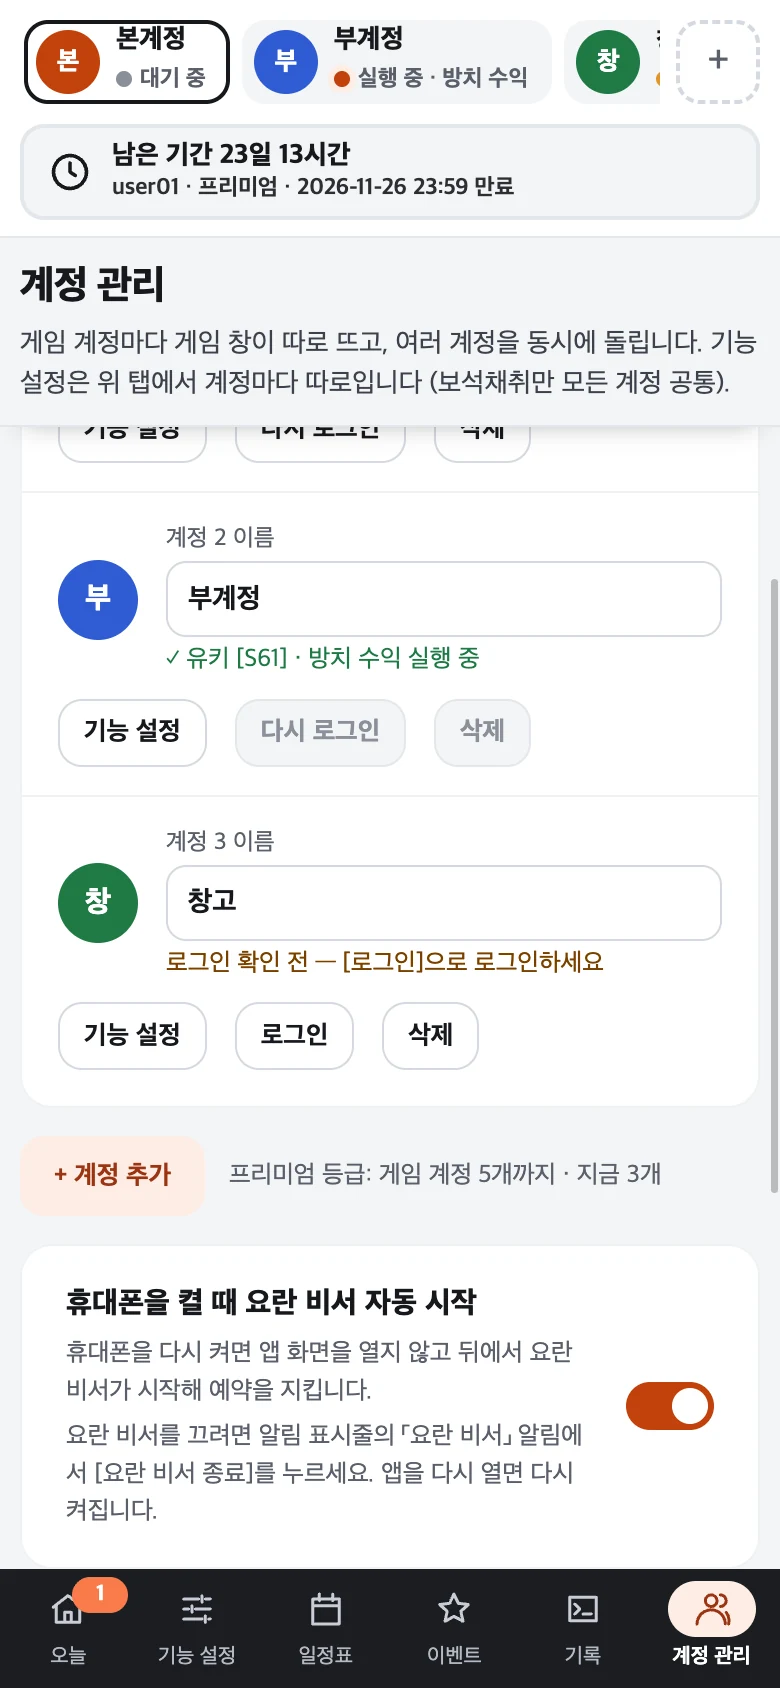 본
본계정
대기 중
부
부계정
실행 중 · 방치 수익
창
+
남은 기간 23일 13시간
user01 · 프리미엄 · 2026-11-26 23:59 만료
계정 관리
게임 계정마다 게임 창이 따로 뜨고, 여러 계정을 동시에 돌립니다. 기능
설정은 위 탭에서 계정마다 따로입니다 (보석채취만 모든 계정 공통).
기능 설정
다시 로그인
삭제
계정 2 이름
부
부계정
✓ 유키 [S61] · 방치 수익 실행 중
기능 설정
다시 로그인
삭제
계정 3 이름
창
창고
로그인 확인 전 — [로그인]으로 로그인하세요
기능 설정
로그인
삭제
+ 계정 추가
프리미엄 등급: 게임 계정 5개까지 · 지금 3개
휴대폰을 켤 때 요란 비서 자동 시작
휴대폰을 다시 켜면 앱 화면을 열지 않고 뒤에서 요란
비서가 시작해 예약을 지킵니다.
요란 비서를 끄려면 알림 표시줄의 「요란 비서」 알림에
서 [요란 비서 종료]를 누르세요. 앱을 다시 열면 다시
켜집니다.
1
오늘
기능 설정
일정표
이벤트
기록
계정 관리